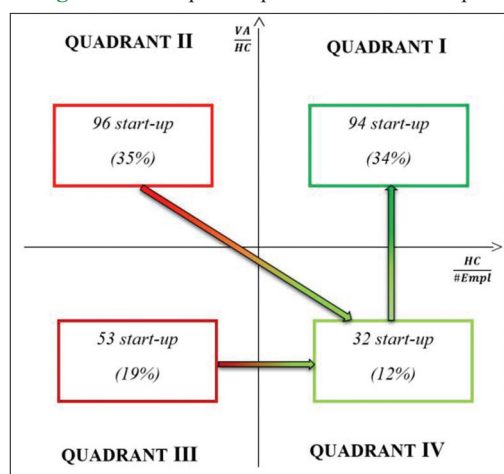 QUADRANT II
VA
HC
QUADRANT I
96 start-up
(35%)
94 start-up
(34%)
HC
#Empl
53 start-up
(19%)
32 start-up
(12%)
QUADRANT III
QUADRANT IV